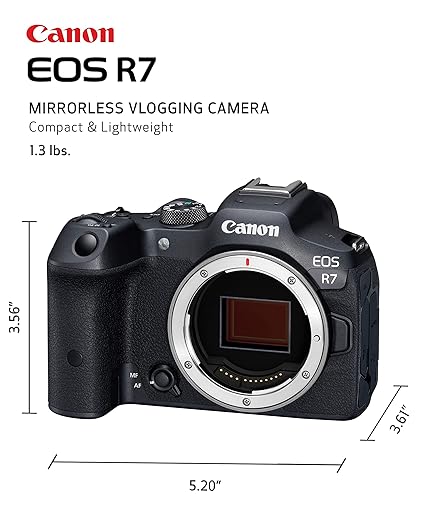 Canon
EOS R7
MIRRORLESS VLOGGING CAMERA
Compact & Lightweight
1.3 lbs.
Canon
EOS
R7
3.56"
MF
AF
3.61"
5.20"